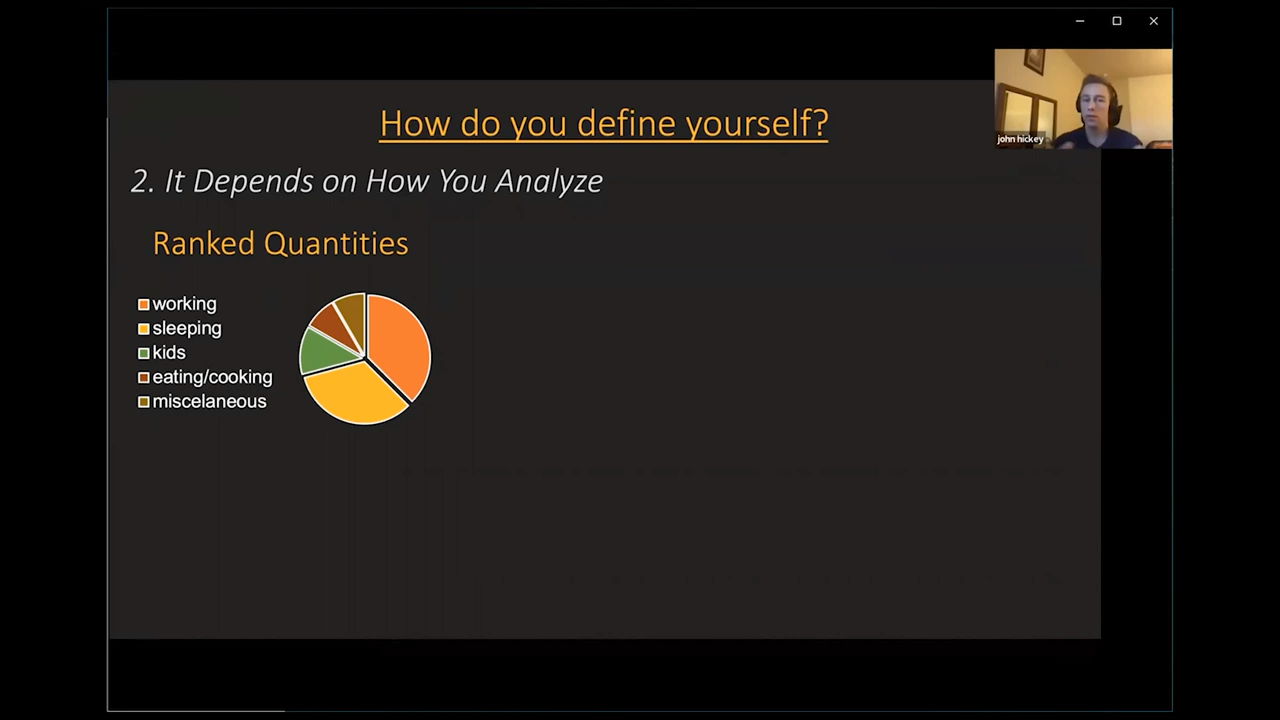 How do you define yourself?
john hickey
2. It Depends on How You Analyze
Ranked Quantities
working
sleeping
kids
eating/cooking
miscelaneous